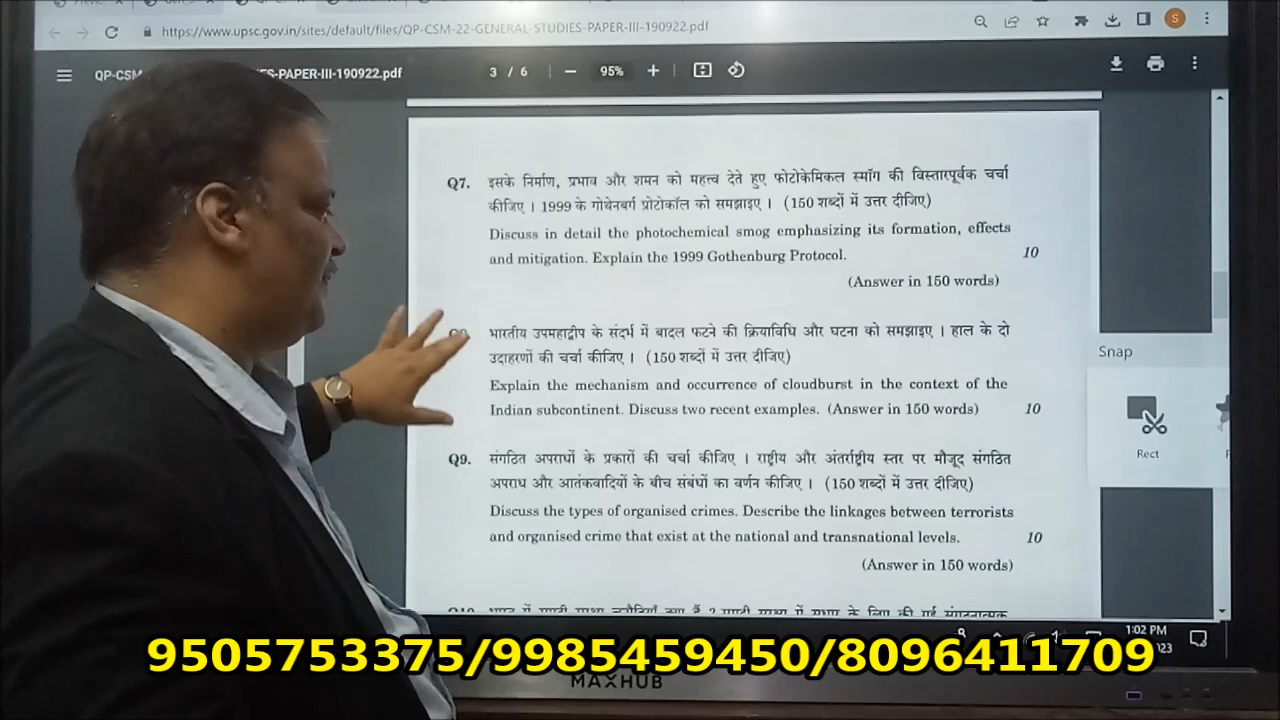 https://www.upsc.gov.in/sites/default/files/QP-CSM-22-GENERAL STUDIES-PAPER-III-190922.pdf
S
QP-CSM
ES-PAPER-III-190922.pdf
3 / 6
95%
Q7. इसके निर्माण, प्रभाव और शमन को महत्त्व देते हुए फोटोकेमिकल स्मॉग की विस्तारपूर्वक चर्चा
कीजिए । 1999 के गोथेनबर्ग प्रोटोकॉल को समझाइए । (150 शब्दों में उत्तर दीजिए)
Discuss in detail the photochemical smog emphasizing its formation, effects
and mitigation. Explain the 1999 Gothenburg Protocol. 10
(Answer in 150 words)
भारतीय उपमहाद्वीप के संदर्भ में बादल फटने की क्रियाविधि और घटना को समझाइए । हाल के दो
उदाहरणों की चर्चा कीजिए । (150 शब्दों में उत्तर दीजिए)
Explain the mechanism and occurrence of cloudburst in the context of the
Indian subcontinent. Discuss two recent examples. (Answer in 150 words) 10
Q9. संगठित अपराधों के प्रकारों की चर्चा कीजिए । राष्ट्रीय और अंतर्राष्ट्रीय स्तर पर मौजूद संगठित
अपराध और आतंकवादियों के बीच संबंधों का वर्णन कीजिए । (150 शब्दों में उत्तर दीजिए)
Discuss the types of organised crimes. Describe the linkages between terrorists
and organised crime that exist at the national and transnational levels. 10
(Answer in 150 words)
Snap
Rect
1:02 PM
9505753375/9985459450/8096411709
MAXHUB